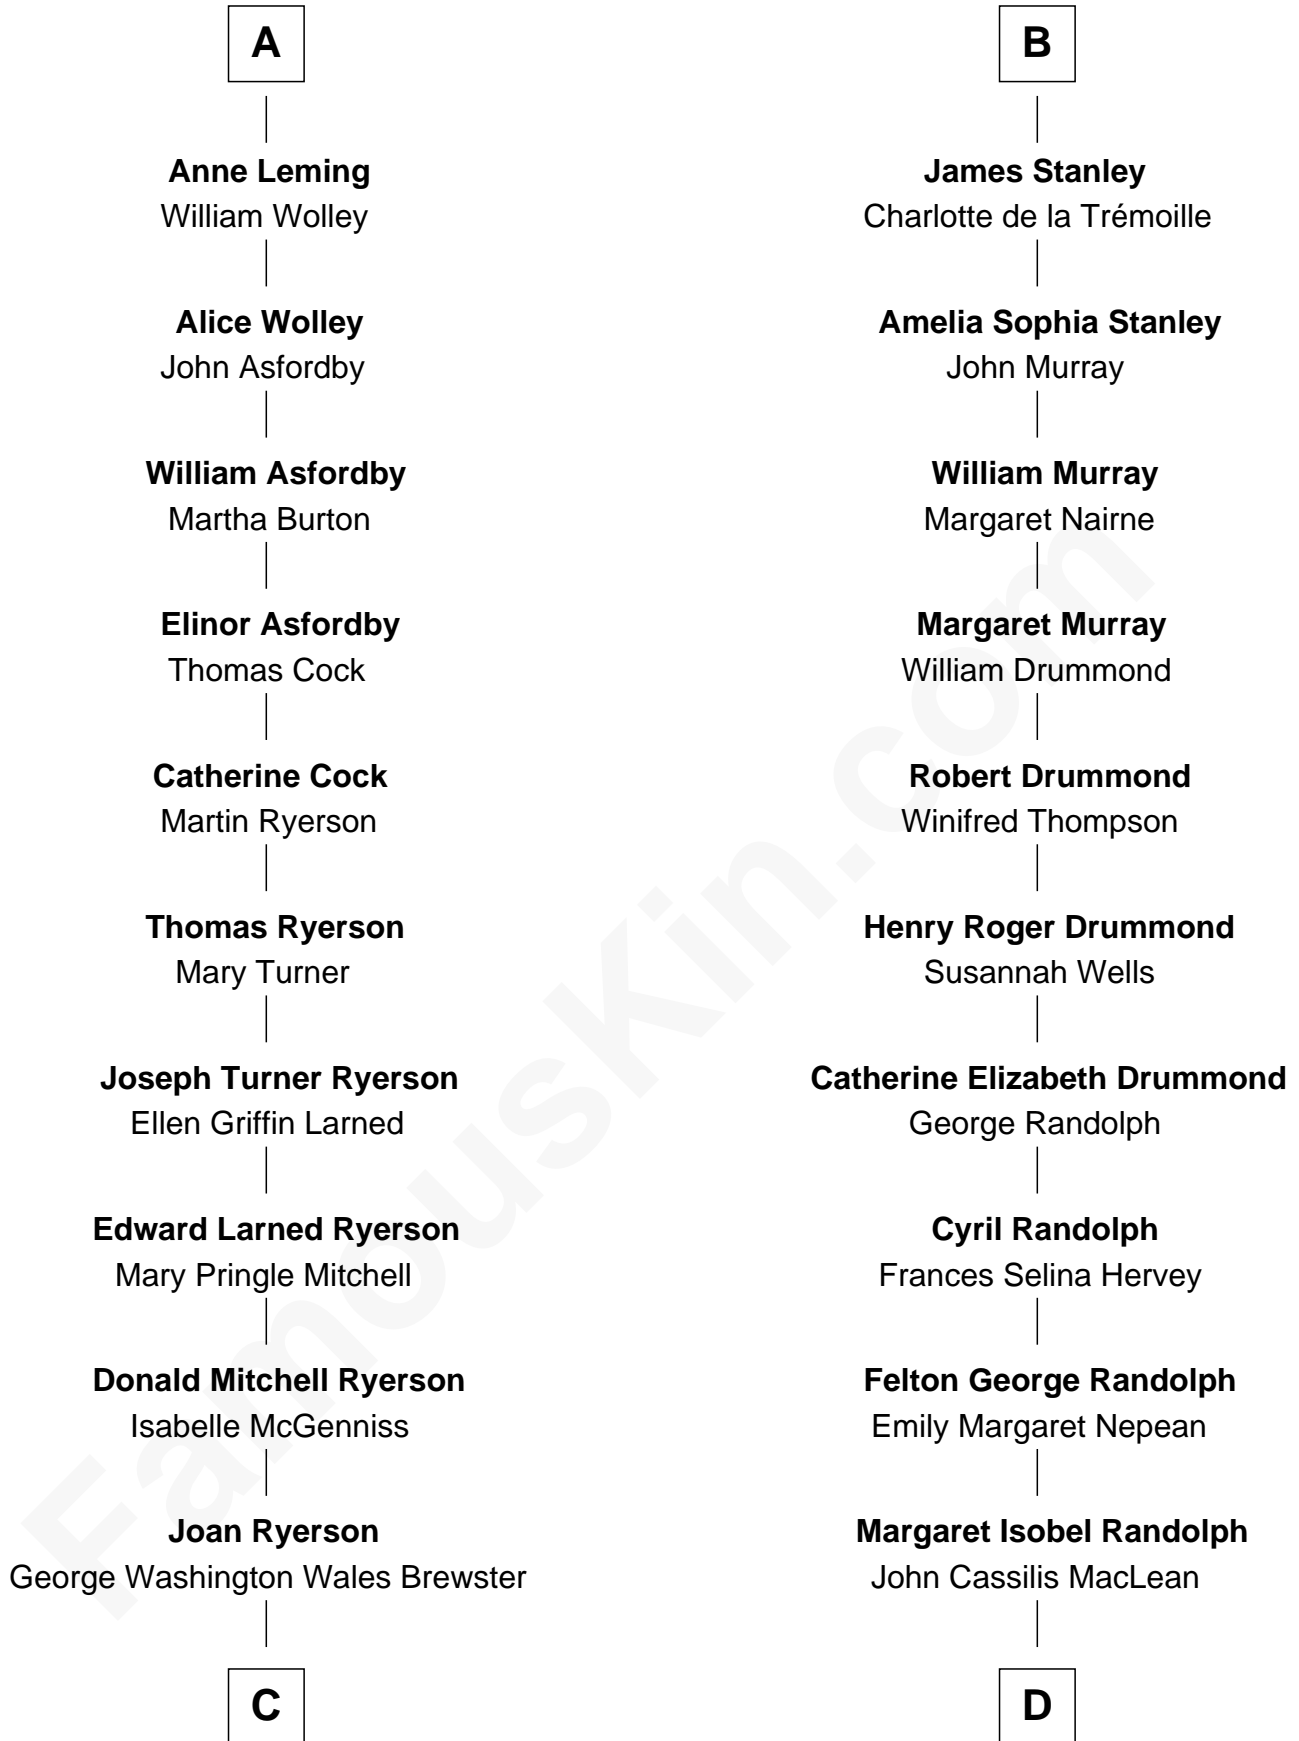 A
Anne Leming
William Wolley
Alice Wolley
John Asfordby
William Asfordby
Martha Burton
Elinor Asfordby
Thomas Cock
Catherine Cock
Martin Ryerson
Thomas Ryerson
Mary Turner
Joseph Turner Ryerson
Ellen Griffin Larned
Edward Larned Ryerson
Mary Pringle Mitchell
Donald Mitchell Ryerson
Isabelle McGenniss
Joan Ryerson
George Washington Wales Brewster
C
B
James Stanley
Charlotte de la Trémoille
Amelia Sophia Stanley
John Murray
William Murray
Margaret Nairne
Margaret Murray
William Drummond
Robert Drummond
Winifred Thompson
Henry Roger Drummond
Susannah Wells
Catherine Elizabeth Drummond
George Randolph
Cyril Randolph
Frances Selina Hervey
Felton George Randolph
Emily Margaret Nepean
Margaret Isobel Randolph
John Cassilis MacLean
D
FamousKin.com